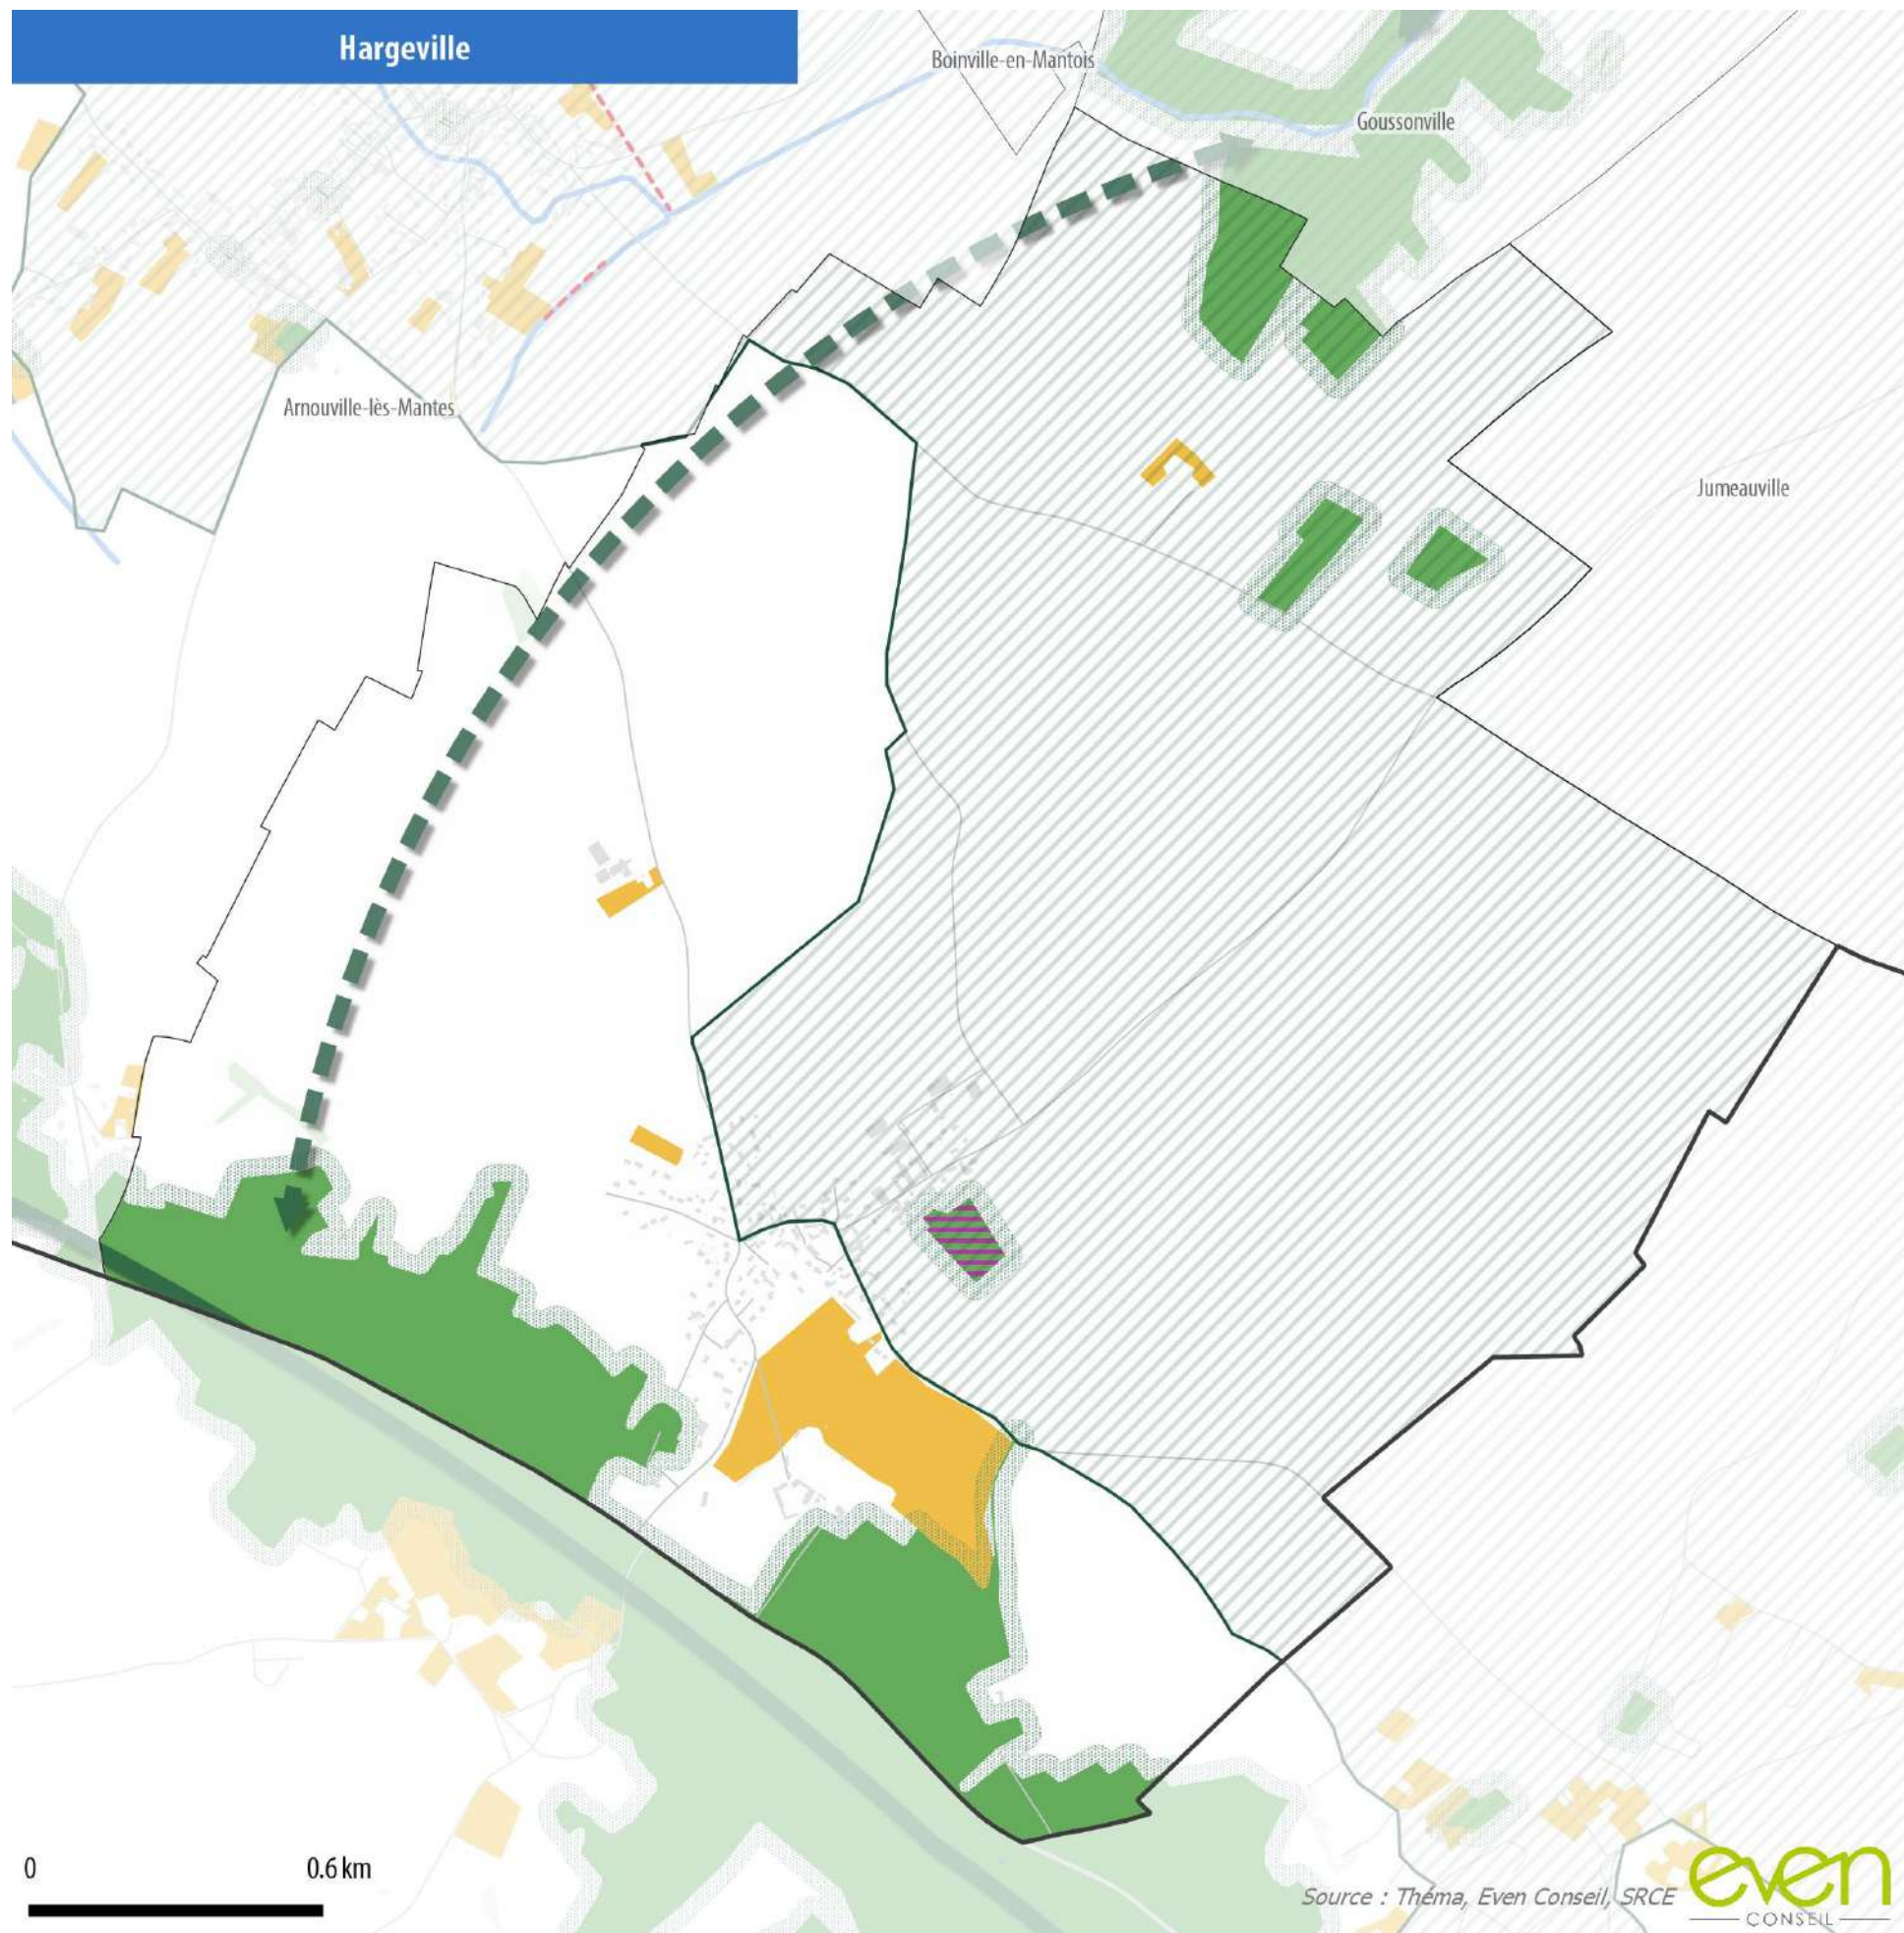 Hargeville
Boinville-en-Mantois
Goussonville
Arnouville-lès-Mantes
Jumeauville
0 0.6 km
Source : Théma, Even Conseil, SRCE
even
CONSEIL